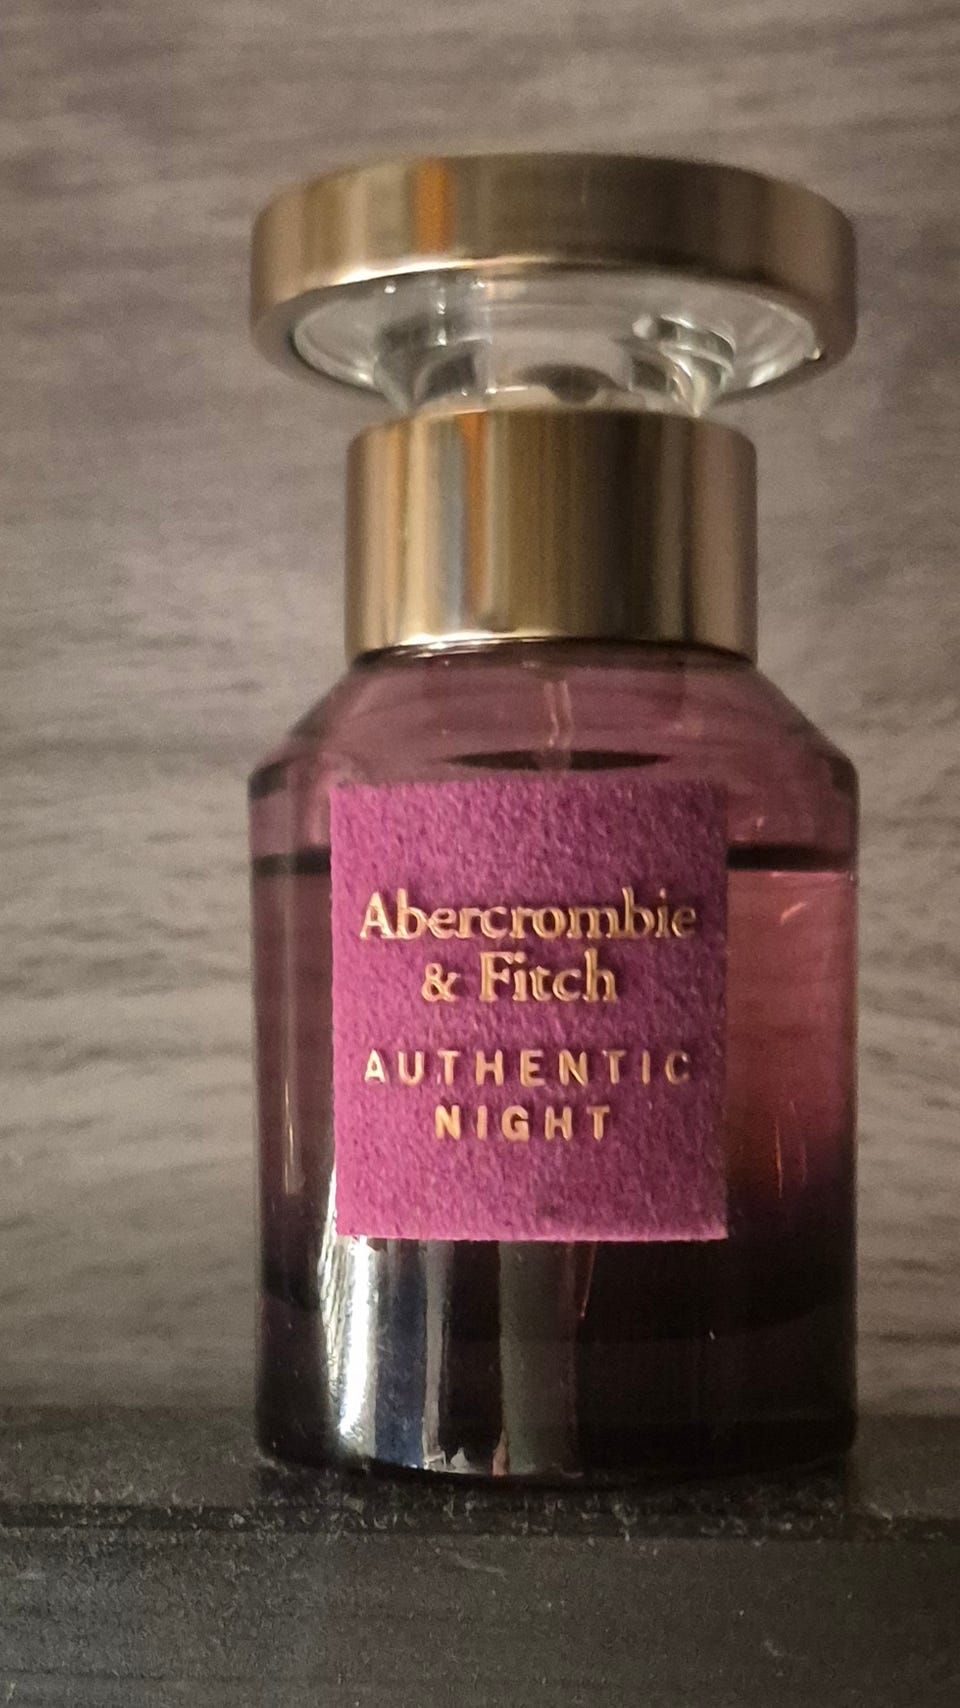 Abercrombie
& Fitch
AUTHENTIC
NIGHT